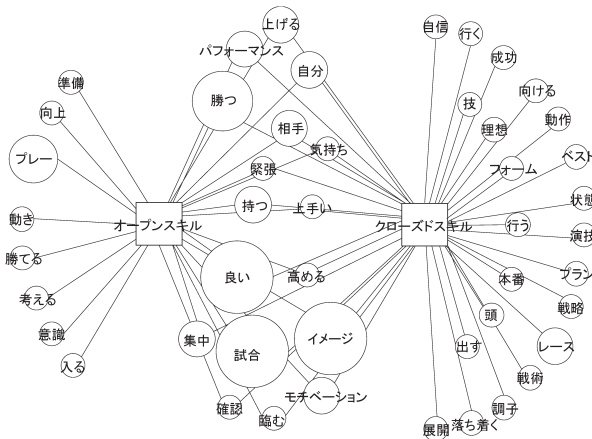 上げる
パフォーマンス
自分
勝つ
相手
気持ち
緊張
持つ
上手い
準備
向上
プレー
動き
勝てる
考える
意識
入る
オープンスキル
クローズドスキル
良い
高める
集中
試合
イメージ
モチベーション
確認
臨む
自信
行く
成功
技
向ける
理想
動作
フォーム
ベスト
状態
行う
演技
本番
プラン
戦略
頭
出す
レース
戦術
調子
落ち着く
展開